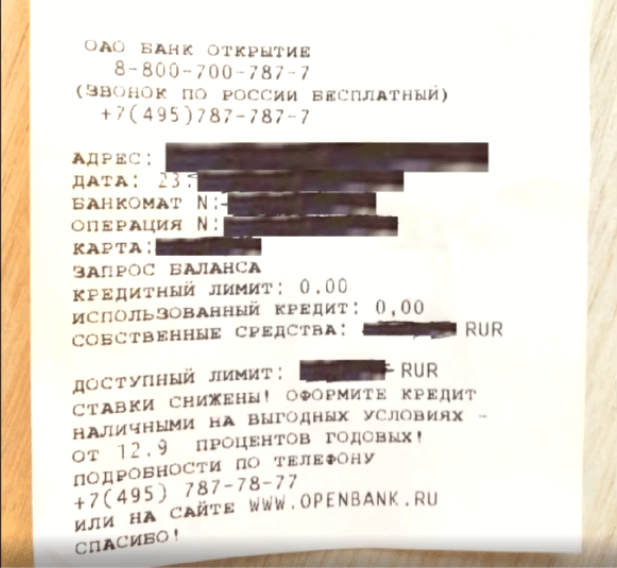 ОАО БАНК ОТКРЫТИЕ
8-800-700-787-7
(ЗВОНОК ПО РОССИИ БЕСПЛАТНЫЙ)
+7(495)787-787-7
АДРЕС:
ДАТА: 23.
БАНКОМАТ N:
ОПЕРАЦИЯ N:
КАРТА:
ЗАПРОС БАЛАНСА
КРЕДИТНЫЙ ЛИМИТ: 0.00
ИСПОЛЬЗОВАННЫЙ КРЕДИТ: 0,00
СОБСТВЕННЫЕ СРЕДСТВА: RUR
ДОСТУПНЫЙ ЛИМИТ: RUR
СТАВКИ СНИЖЕНЫ! ОФОРМИТЕ КРЕДИТ
НАЛИЧНЫМИ НА ВЫГОДНЫХ УСЛОВИЯХ -
ОТ 12.9 ПРОЦЕНТОВ ГОДОВЫХ!
ПОДРОБНОСТИ ПО ТЕЛЕФОНУ
+7(495) 787-78-77
ИЛИ НА САЙТЕ WWW.OPENBANK.RU
СПАСИБО!